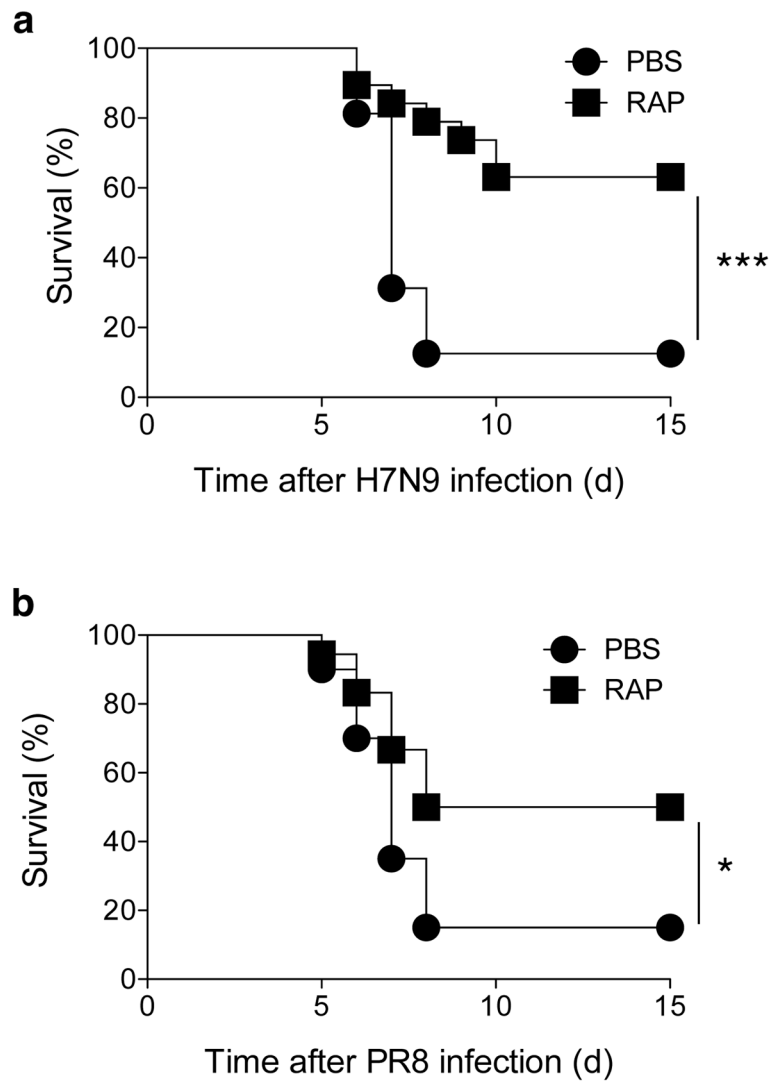 a
PBS
RAP
Survival (%)
100
80
60
40
20
0
0 5 10 15
***
Time after H7N9 infection (d)
b
PBS
RAP
Survival (%)
100
80
60
40
20
0
0 5 10 15
*
Time after PR8 infection (d)